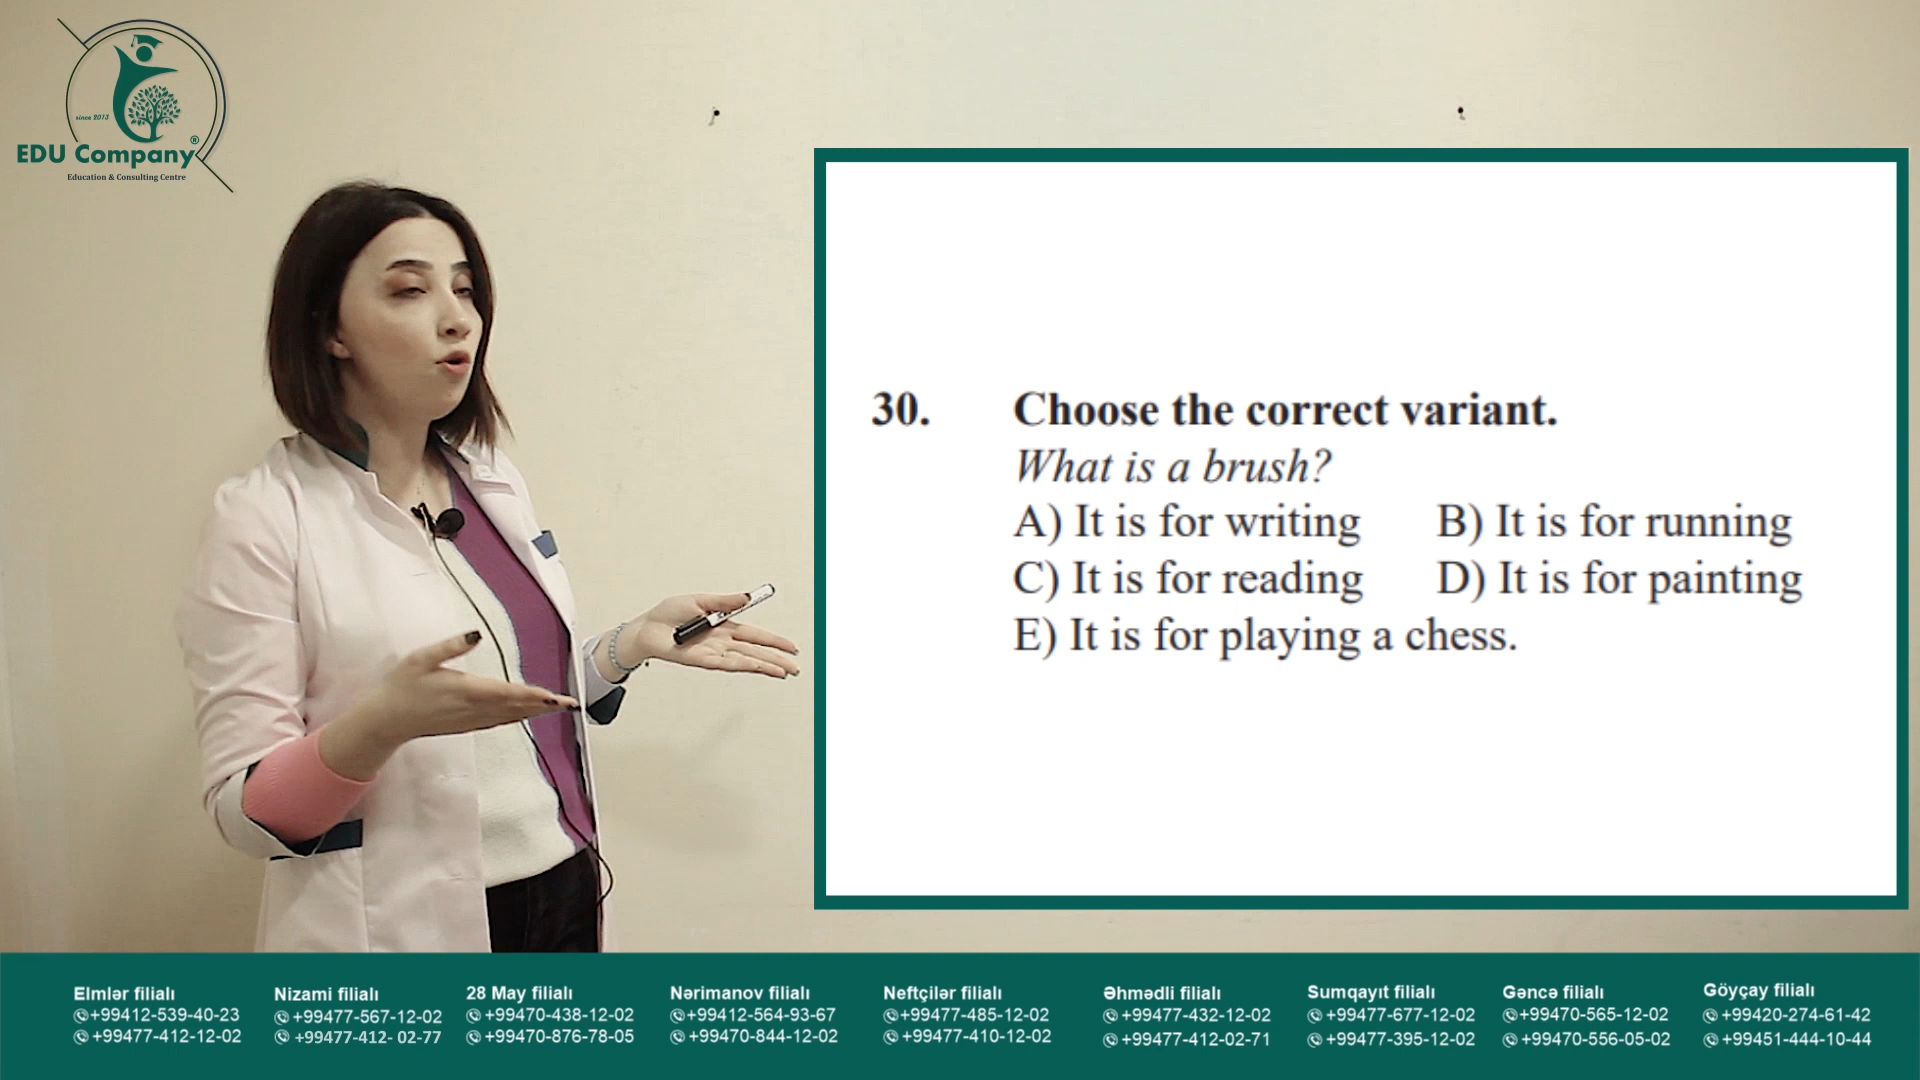 since 2013
EDU Company®
Education & Consulting Centre
30. Choose the correct variant.
What is a brush?
A) It is for writing B) It is for running
C) It is for reading D) It is for painting
E) It is for playing a chess.
Elmlər filialı
+99412-539-40-23
+99477-412-12-02
Nizami filialı
+99477-567-12-02
+99477-412- 02-77
28 May filialı
+99470-438-12-02
+99470-876-78-05
Nərimanov filialı
+99412-564-93-67
+99470-844-12-02
Neftçilər filialı
+99477-485-12-02
+99477-410-12-02
Əhmədli filialı
+99477-432-12-02
+99477-412-02-71
Sumqayıt filialı
+99477-677-12-02
+99477-395-12-02
Gəncə filialı
+99470-565-12-02
+99470-556-05-02
Göyçay filialı
+99420-274-61-42
+99451-444-10-44